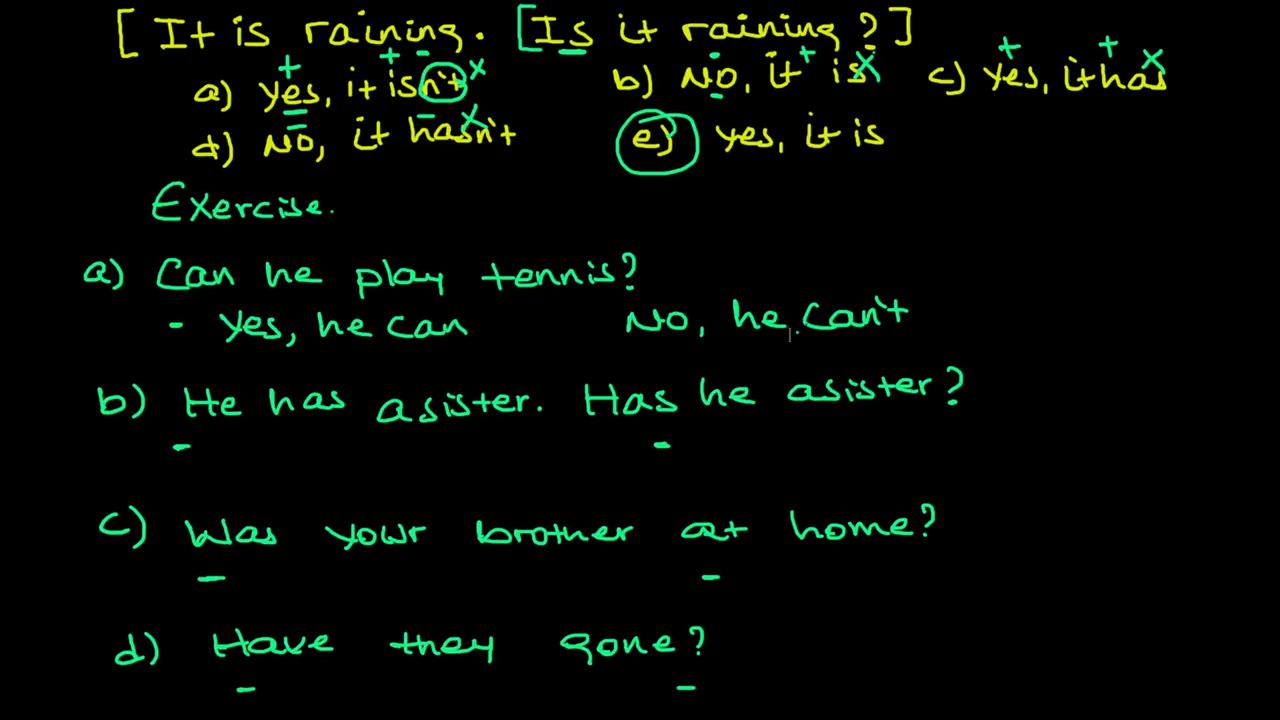 [ It is raining. [Is it raining ?]
a) yes, it isn't b) NO, it is c) yes, it has
d) NO, it hasn't e) yes, it is
Exercise.
a) Can he play tennis?
- Yes, he can No, he can't
b) He has asister. Has he asister?
- -
c) Was your brother at home?
- -
d) Have they gone?
- -